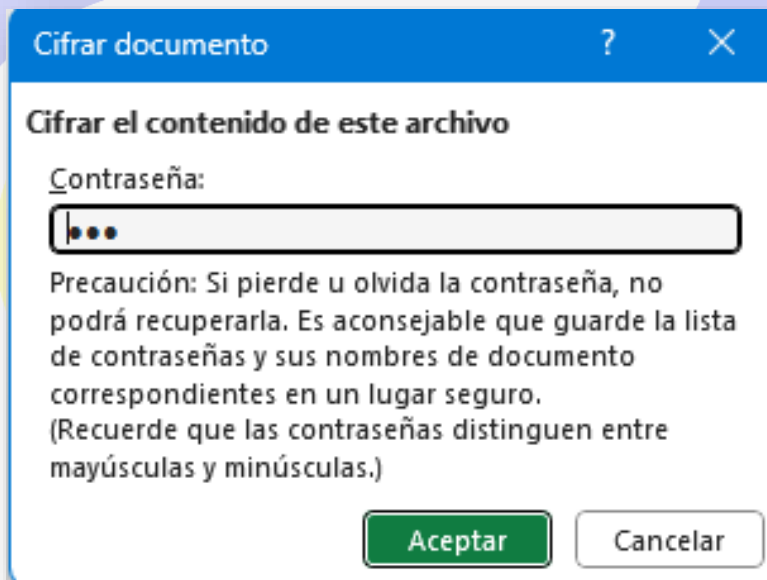 Cifrar documento ?
Cifrar el contenido de este archivo
Contraseña:
•••
Precaución: Si pierde u olvida la contraseña, no
podrá recuperarla. Es aconsejable que guarde la lista
de contraseñas y sus nombres de documento
correspondientes en un lugar seguro.
(Recuerde que las contraseñas distinguen entre
mayúsculas y minúsculas.)
Aceptar Cancelar